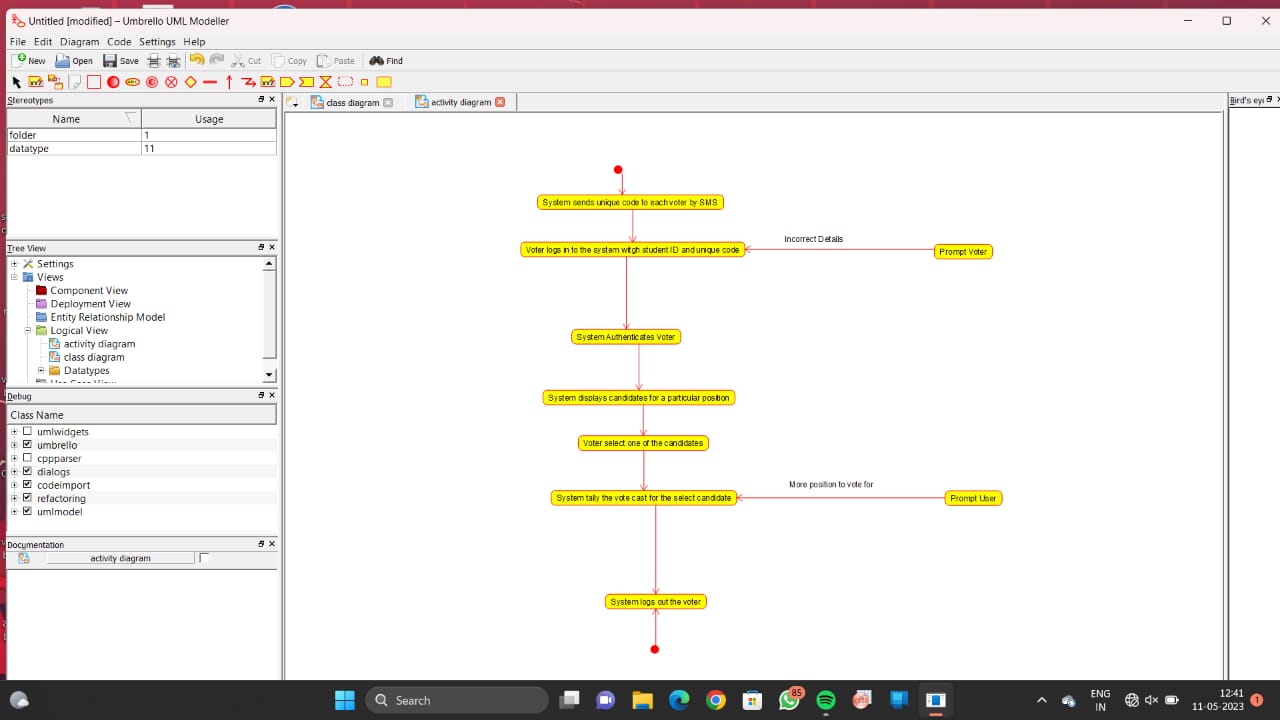 Untitled [modified] – Umbrello UML Modeller
File Edit Diagram Code Settings Help
New Open Save Cut Copy Paste Find
Stereotypes
Name Usage
folder 1
datatype 11
Tree View
Settings
Views
Component View
Deployment View
Entity Relationship Model
Logical View
activity diagram
class diagram
Datatypes
Debug
Class Name
umlwidgets
umbrello
cppparser
dialogs
codeimport
refactoring
umlmodel
Documentation
activity diagram
class diagram activity diagram
System sends unique code to each voter by SMS
Incorrect Details
Voter logs in to the system witgh student ID and unique code
Prompt Voter
System Authenticates Voter
System displays candidates for a particular position
Voter select one of the candidates
More position to vote for
System tally the vote cast for the select candidate
Prompt User
System logs out the voter
Bird's ey
Search
85
ENG
IN
12:41
11-05-2023
1